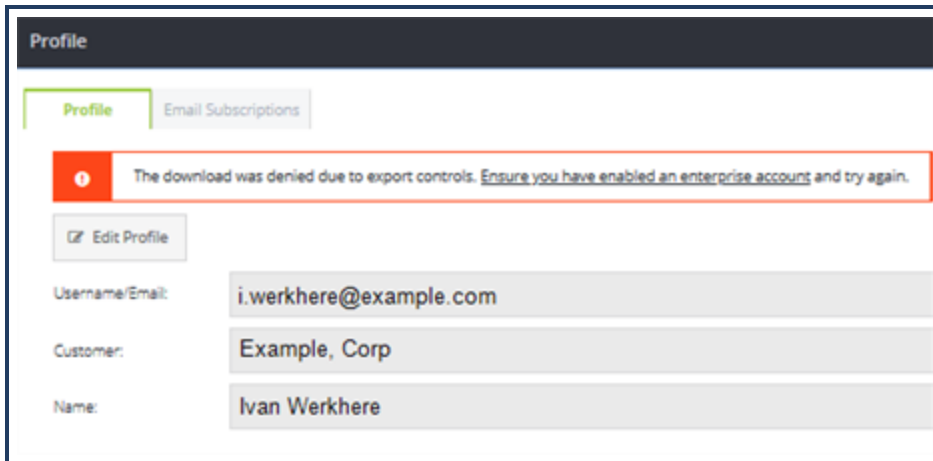 Profile
Profile
Email Subscriptions
The download was denied due to export controls. Ensure you have enabled an enterprise account and try again.
Edit Profile
Username/Email:
i.werkhere@example.com
Customer:
Example, Corp
Name:
Ivan Werkhere